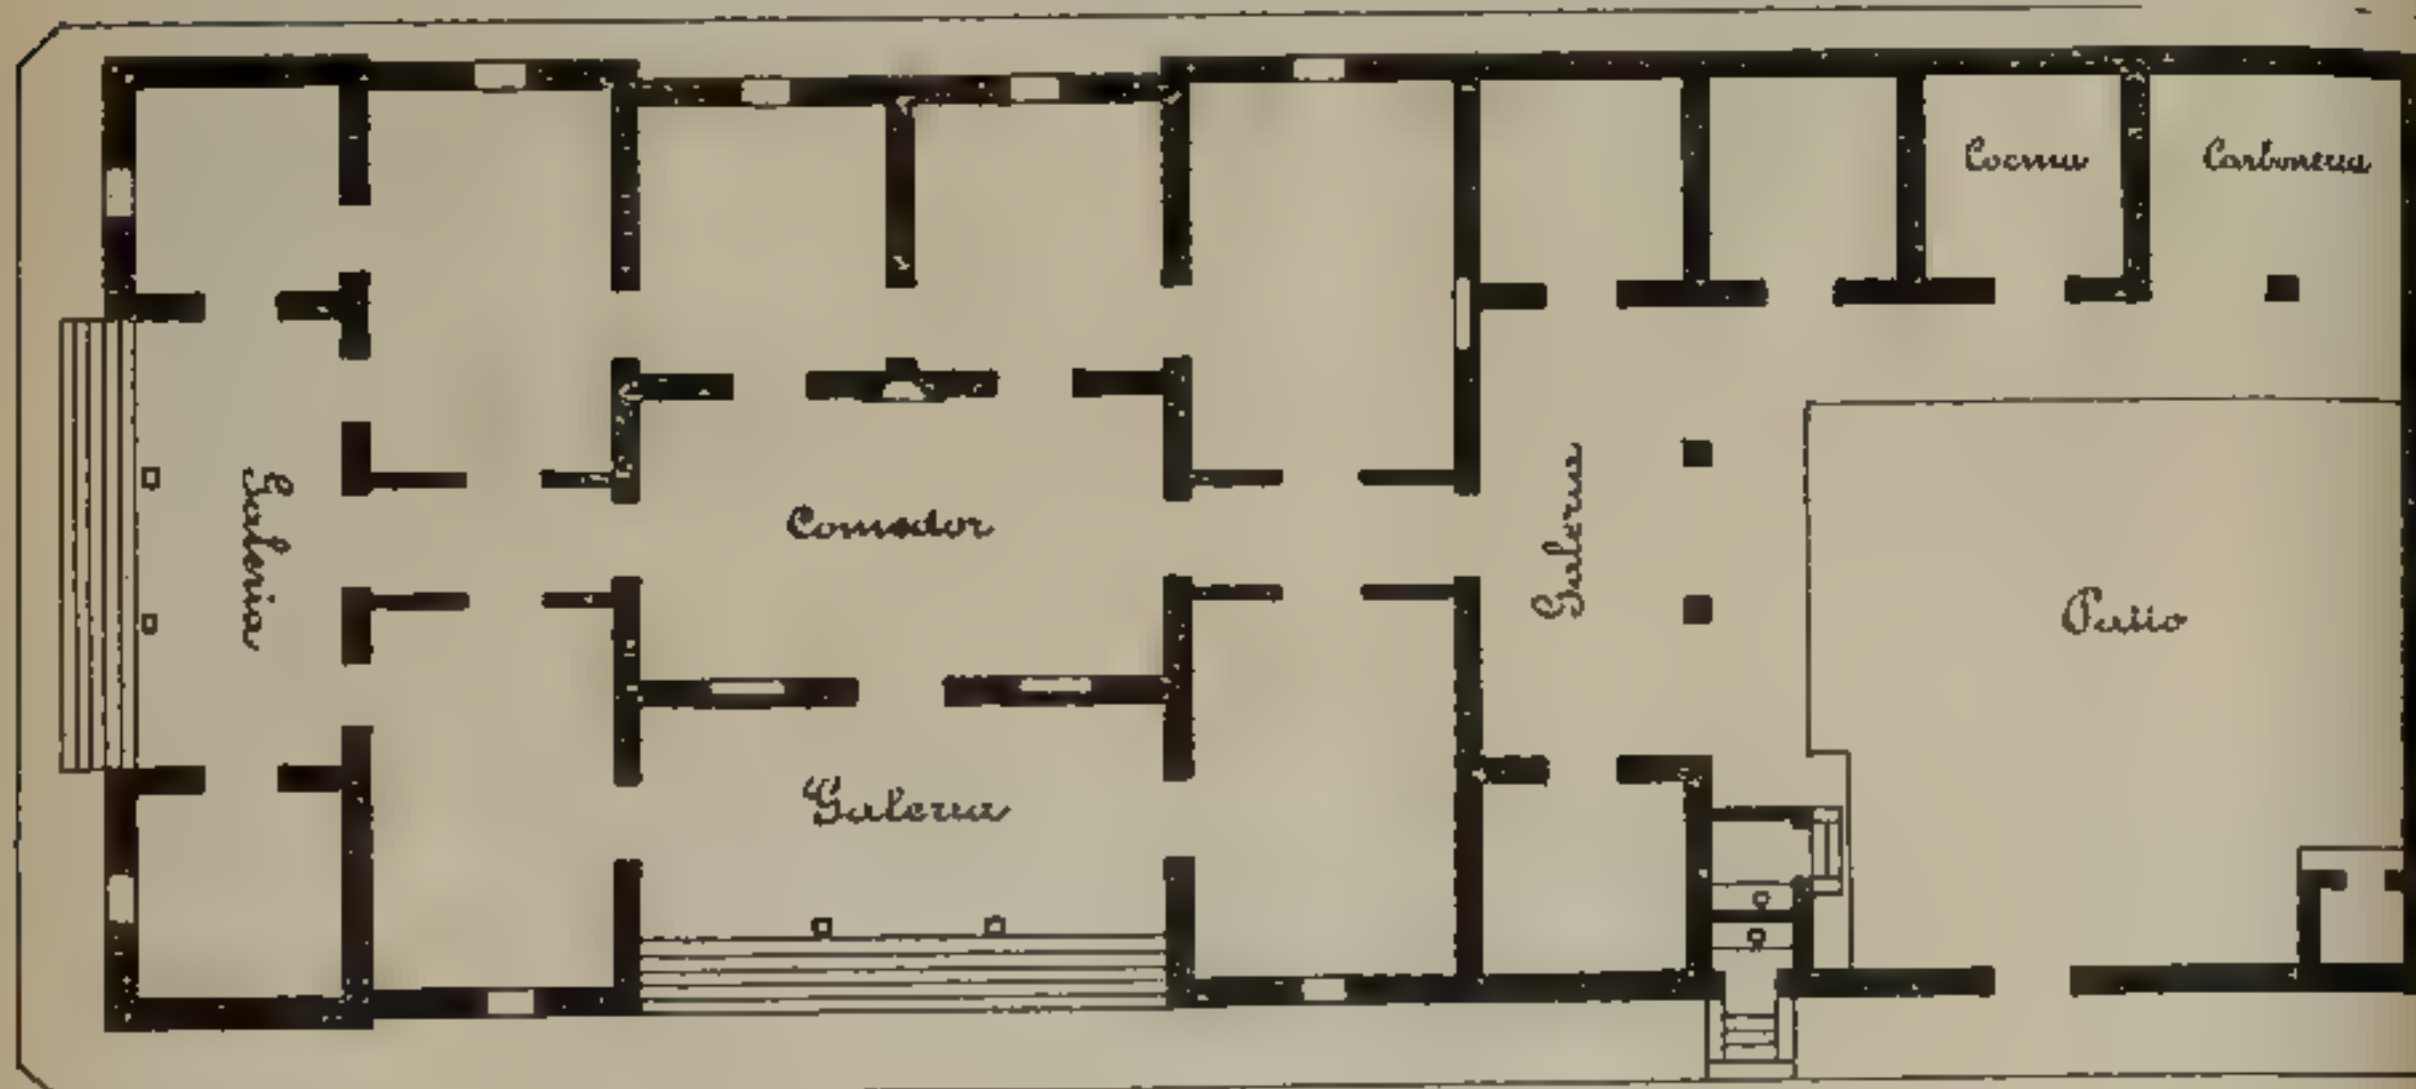 Cocina
Carbonera
Galeria
Comedor
Galeria
Patio
Galeria